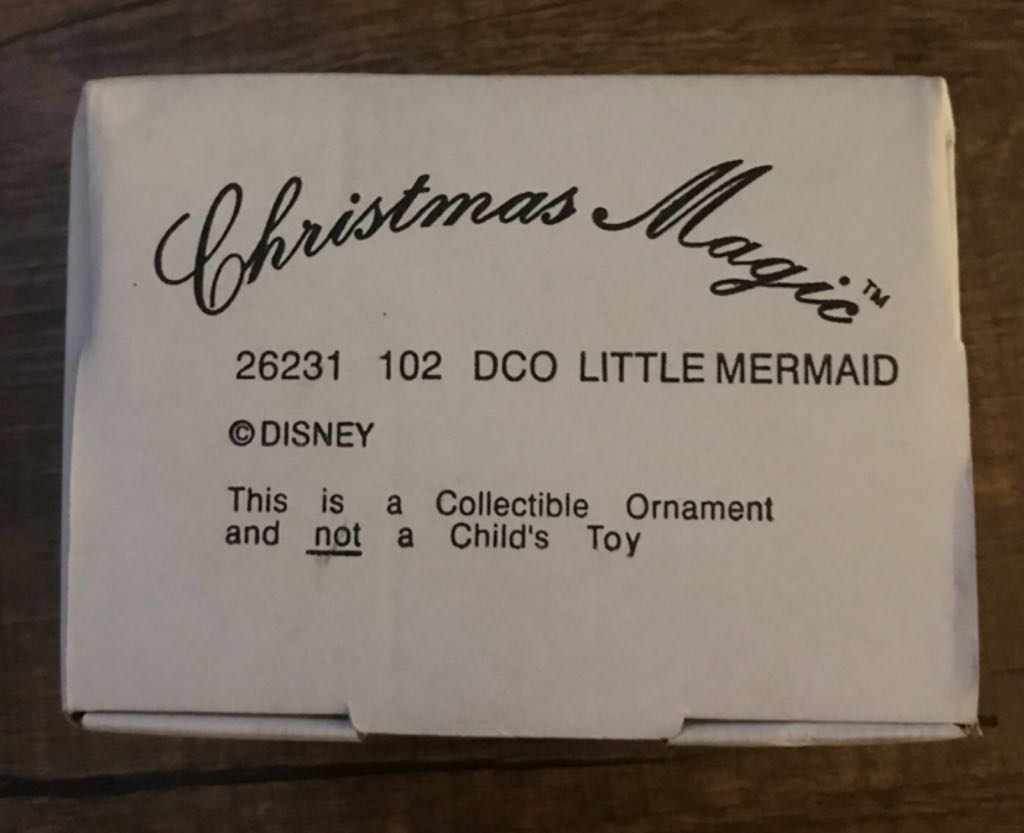 Christmas Magic™
26231 102 DCO LITTLE MERMAID
©DISNEY
This is a Collectible Ornament
and not a Child's Toy